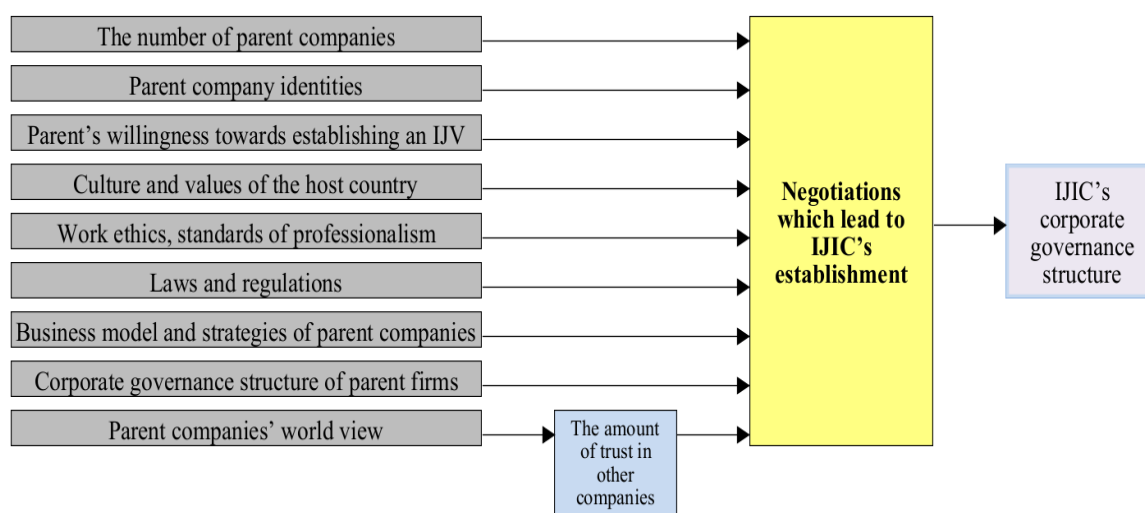 The number of parent companies
Parent company identities
Parent’s willingness towards establishing an IJV
Culture and values of the host country
Work ethics, standards of professionalism
Laws and regulations
Business model and strategies of parent companies
Corporate governance structure of parent firms
Parent companies’ world view
The amount
of trust in
other
companies
Negotiations
which lead to
IJIC’s
establishment
IJIC’s
corporate
governance
structure